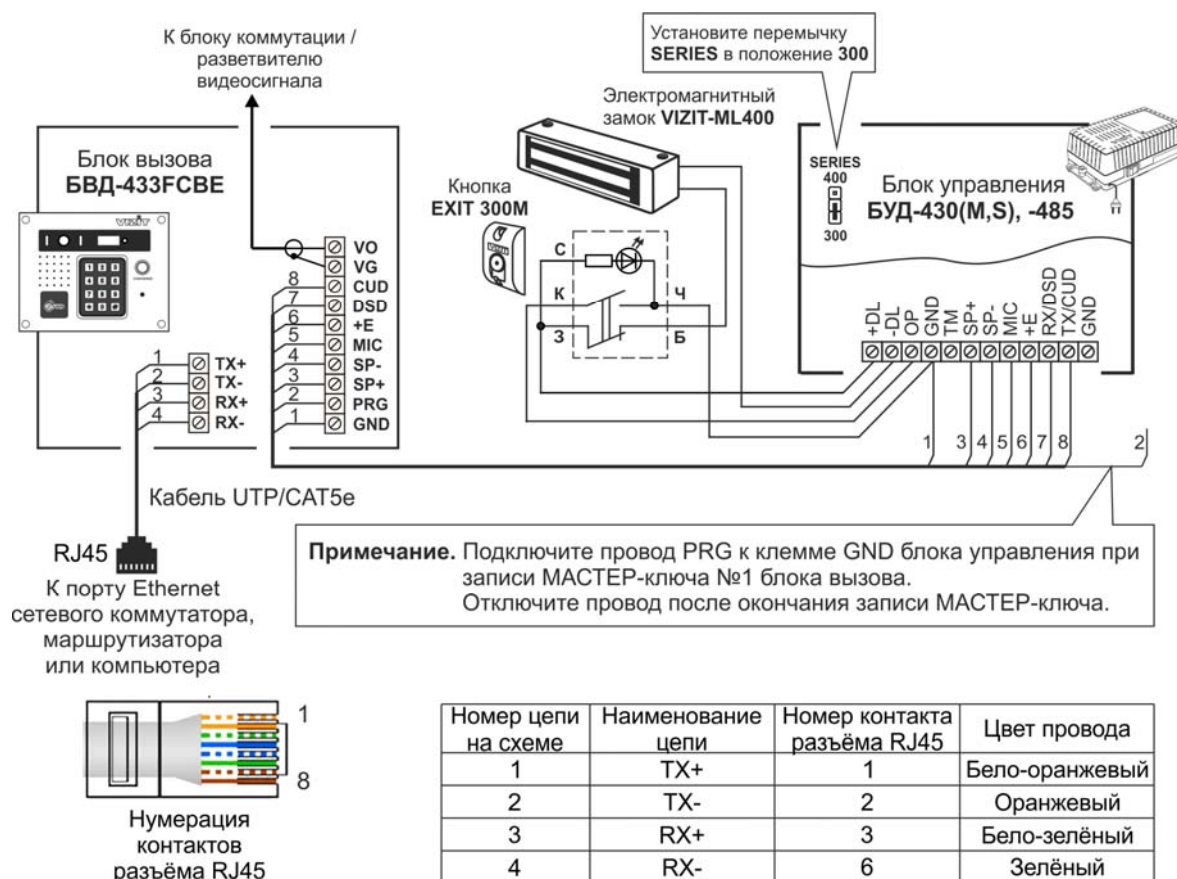 К блоку коммутации /
разветвителю
видеосигнала
Установите перемычку
SERIES в положение 300
Электромагнитный
замок VIZIT-ML400
Блок вызова
БВД-433FCBE
VIZIT
Кнопка
EXIT 300M
VIZIT
SERIES
400
300
Блок управления
БУД-430(M,S), -485
С
К
З
Ч
Б
VO
VG
8 CUD
7 DSD
6 +E
5 MIC
4 SP-
3 SP+
2 PRG
1 GND
1 TX+
2 TX-
3 RX+
4 RX-
+DL
-DL
OP
GND
TM
SP+
SP-
MIC
+E
RX/DSD
TX/CUD
GND
1 3 4 5 6 7 8 2
Кабель UTP/CAT5e
RJ45
К порту Ethernet
сетевого коммутатора,
маршрутизатора
или компьютера
Примечание. Подключите провод PRG к клемме GND блока управления при
записи МАСТЕР-ключа №1 блока вызова.
Отключите провод после окончания записи МАСТЕР-ключа.
1
8
Нумерация
контактов
разъёма RJ45
Номер цепи на схеме Наименование цепи Номер контакта разъёма RJ45 Цвет провода
1 TX+ 1 Бело-оранжевый
2 TX- 2 Оранжевый
3 RX+ 3 Бело-зелёный
4 RX- 6 Зелёный